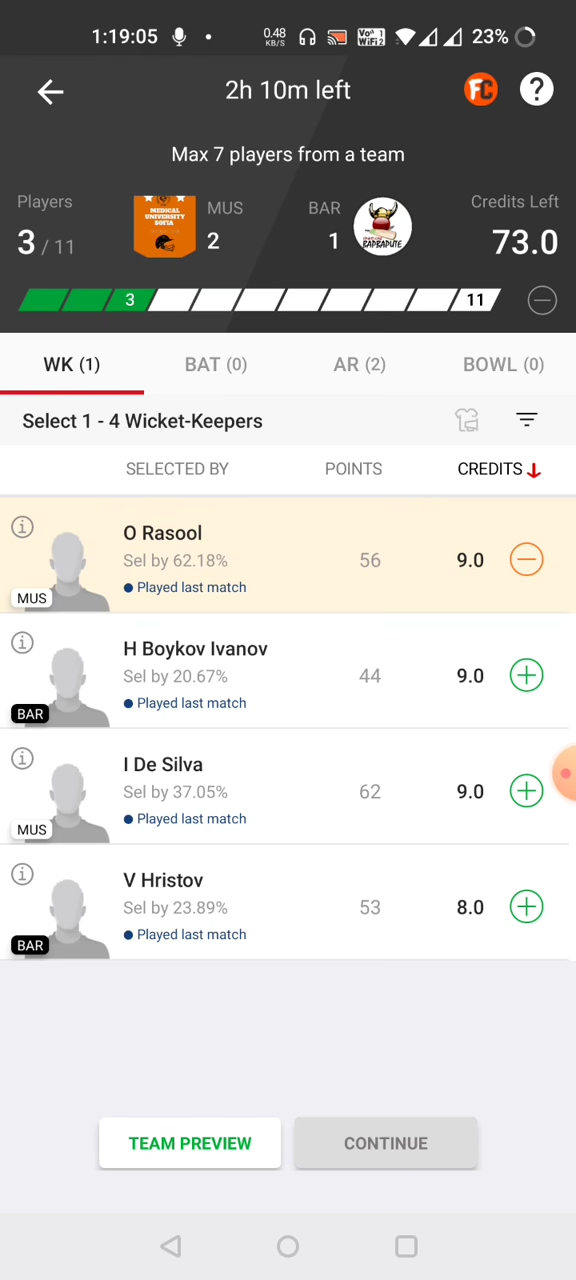 1:19:05
0.48
KB/S
Vo 1
WiFi2
23%
2h 10m left
FC
?
Max 7 players from a team
Players
MUS
BAR
Credits Left
3 / 11
MEDICAL
UNIVERSITY
SOFIA
2
1
BARBAPUTE
73.0
3
11
WK (1)
BAT (0)
AR (2)
BOWL (0)
Select 1 - 4 Wicket-Keepers
SELECTED BY
POINTS
CREDITS
O Rasool
Sel by 62.18%
56
9.0
Played last match
MUS
H Boykov Ivanov
Sel by 20.67%
44
9.0
Played last match
BAR
I De Silva
Sel by 37.05%
62
9.0
Played last match
MUS
V Hristov
Sel by 23.89%
53
8.0
Played last match
BAR
TEAM PREVIEW
CONTINUE